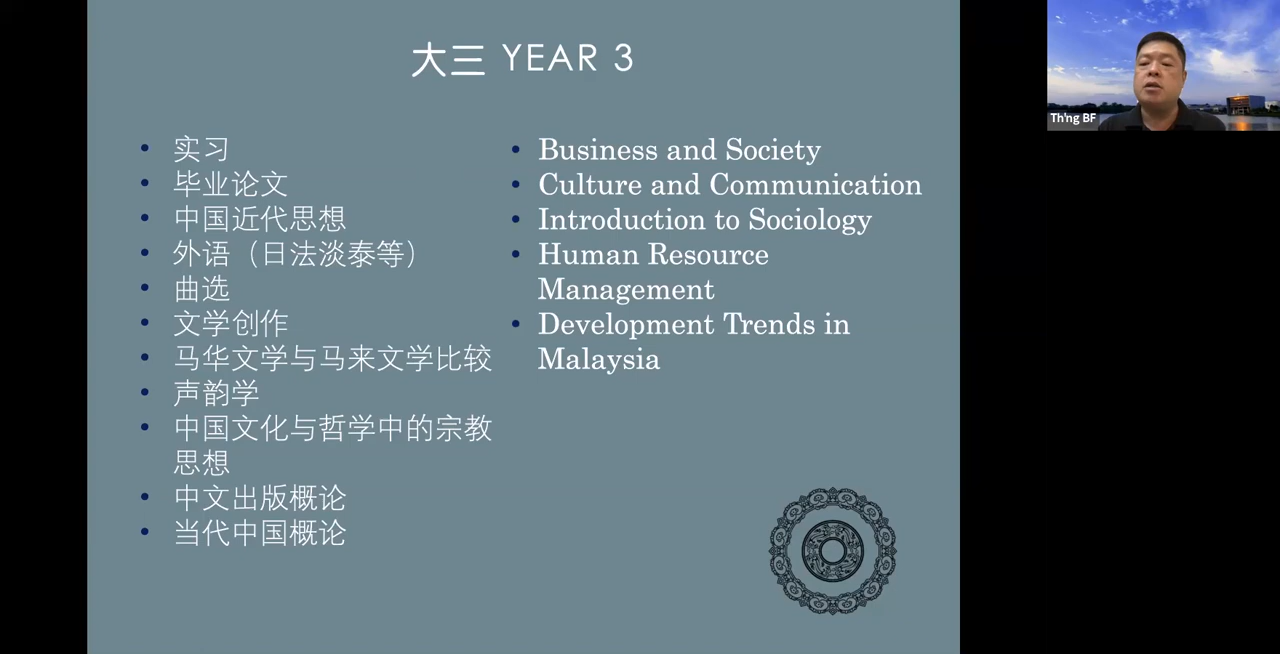 大三 YEAR 3
• 实习
• 毕业论文
• 中国近代思想
• 外语（日法淡泰等）
• 曲选
• 文学创作
• 马华文学与马来文学比较
• 声韵学
• 中国文化与哲学中的宗教
思想
• 中文出版概论
• 当代中国概论
• Business and Society
• Culture and Communication
• Introduction to Sociology
• Human Resource
Management
• Development Trends in
Malaysia
Th'ng BF